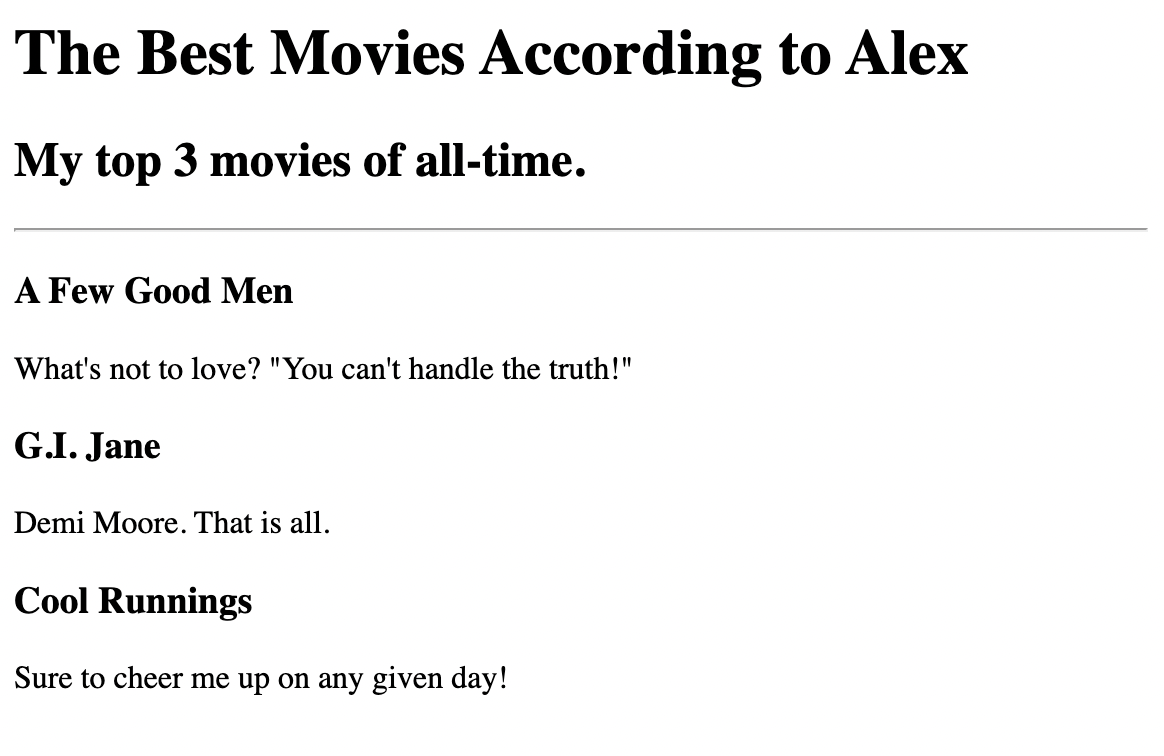 The Best Movies According to Alex
My top 3 movies of all-time.
A Few Good Men
What's not to love? "You can't handle the truth!"
G.I. Jane
Demi Moore. That is all.
Cool Runnings
Sure to cheer me up on any given day!